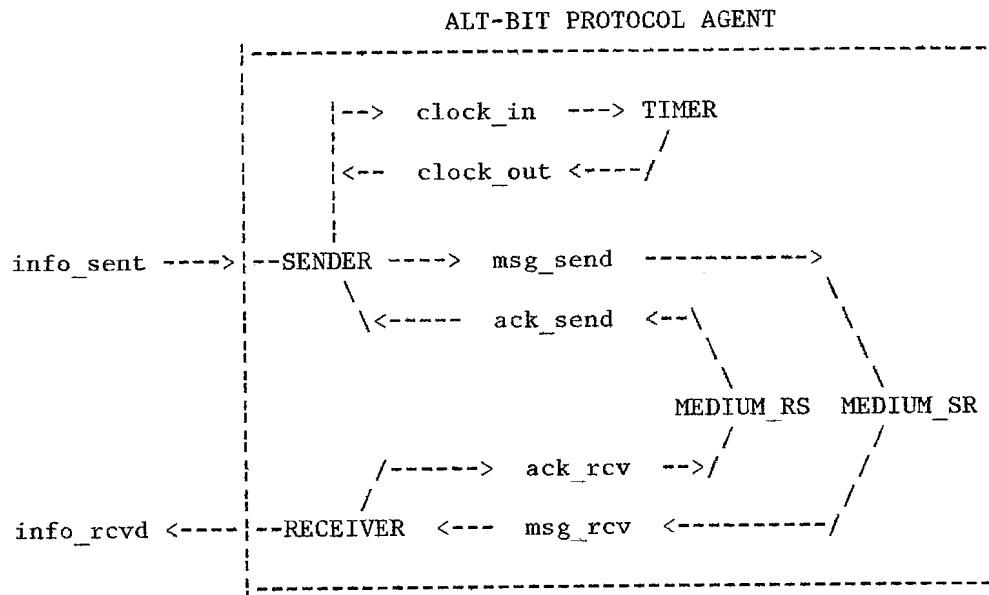 ALT-BIT PROTOCOL AGENT
clock_in TIMER
clock_out
info_sent SENDER msg_send
ack_send
MEDIUM_RS MEDIUM_SR
ack_rcv
info_rcvd RECEIVER msg_rcv